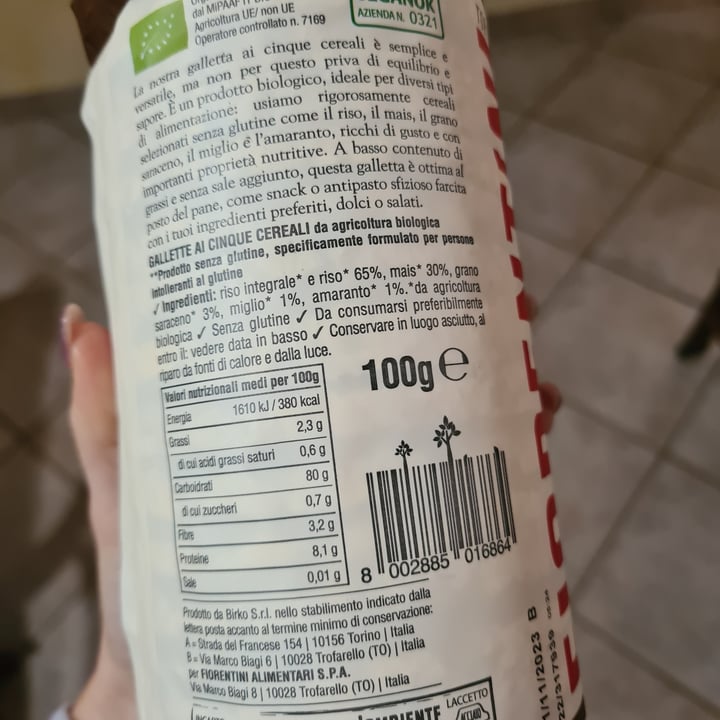 dal MIPAAF
Agricoltura UE/ non UE
Operatore controllato n. 7169
VEGANOK
AZIENDA N. 0321
La nostra galletta ai cinque cereali è semplice e
versatile, ma non per questo priva di equilibrio e
sapore. È un prodotto biologico, ideale per diversi tipi
di alimentazione: usiamo rigorosamente cereali
selezionati senza glutine come il riso, il mais, il grano
saraceno, il miglio e l'amaranto, ricchi di gusto e con
importanti proprietà nutritive. A basso contenuto di
grassi e senza sale aggiunto, questa galletta è ottima al
posto del pane, come snack o antipasto sfizioso farcita
con i tuoi ingredienti preferiti, dolci o salati.
GALLETTE AI CINQUE CEREALI da agricoltura biologica
**Prodotto senza glutine, specificamente formulato per persone
intolleranti al glutine
✓ Ingredienti: riso integrale* e riso* 65%, mais* 30%, grano
saraceno* 3%, miglio* 1%, amaranto* 1%.*da agricoltura
biologica ✓ Senza glutine ✓ Da consumarsi preferibilmente
entro il: vedere data in basso ✓ Conservare in luogo asciutto, al
riparo da fonti di calore e dalla luce.
100g e
Valori nutrizionali medi per 100g
Energia 1610 kJ / 380 kcal
Grassi 2,3 g
di cui acidi grassi saturi 0,6 g
Carboidrati 80 g
di cui zuccheri 0,7 g
Fibre 3,2 g
Proteine 8,1 g
Sale 0,01 g
8 002885 016864
Prodotto da Birko S.r.l. nello stabilimento indicato dalla
lettera posta accanto al termine minimo di conservazione:
A = Strada del Francese 154 | 10156 Torino | Italia
B = Via Marco Biagi 6 | 10028 Trofarello (TO) | Italia
per FIORENTINI ALIMENTARI S.P.A.
Via Marco Biagi 8 | 10028 Trofarello (TO) | Italia
LACCETTO
ACCIAIO
/11/2023 B
FIORENTINI